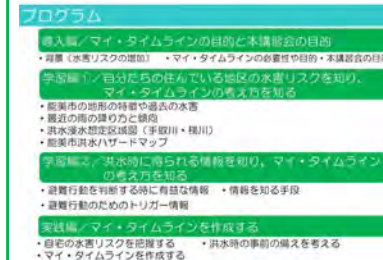 プログラム
導入編／マイ・タイムラインの目的と本講習会の目的
・背景（水害リスクの増加） ・マイ・タイムラインの必要性や目的・本講習会の目的
学習編①／自分たちの住んでいる地区の水害リスクを知り、
マイ・タイムラインの考え方を知る
・能美市の地形の特徴や過去の水害
・最近の雨の降り方と傾向
・洪水浸水想定区域図（手取川・梯川）
・能美市洪水ハザードマップ
学習編②／洪水時に得られる情報を知り、マイ・タイムライン
の考え方を知る
・避難行動を判断する時に有益な情報 ・情報を知る手段
・避難行動のためのトリガー情報
実践編／マイ・タイムラインを作成する
・自宅の水害リスクを把握する ・洪水時の事前の備えを考える
・マイ・タイムラインを作成する